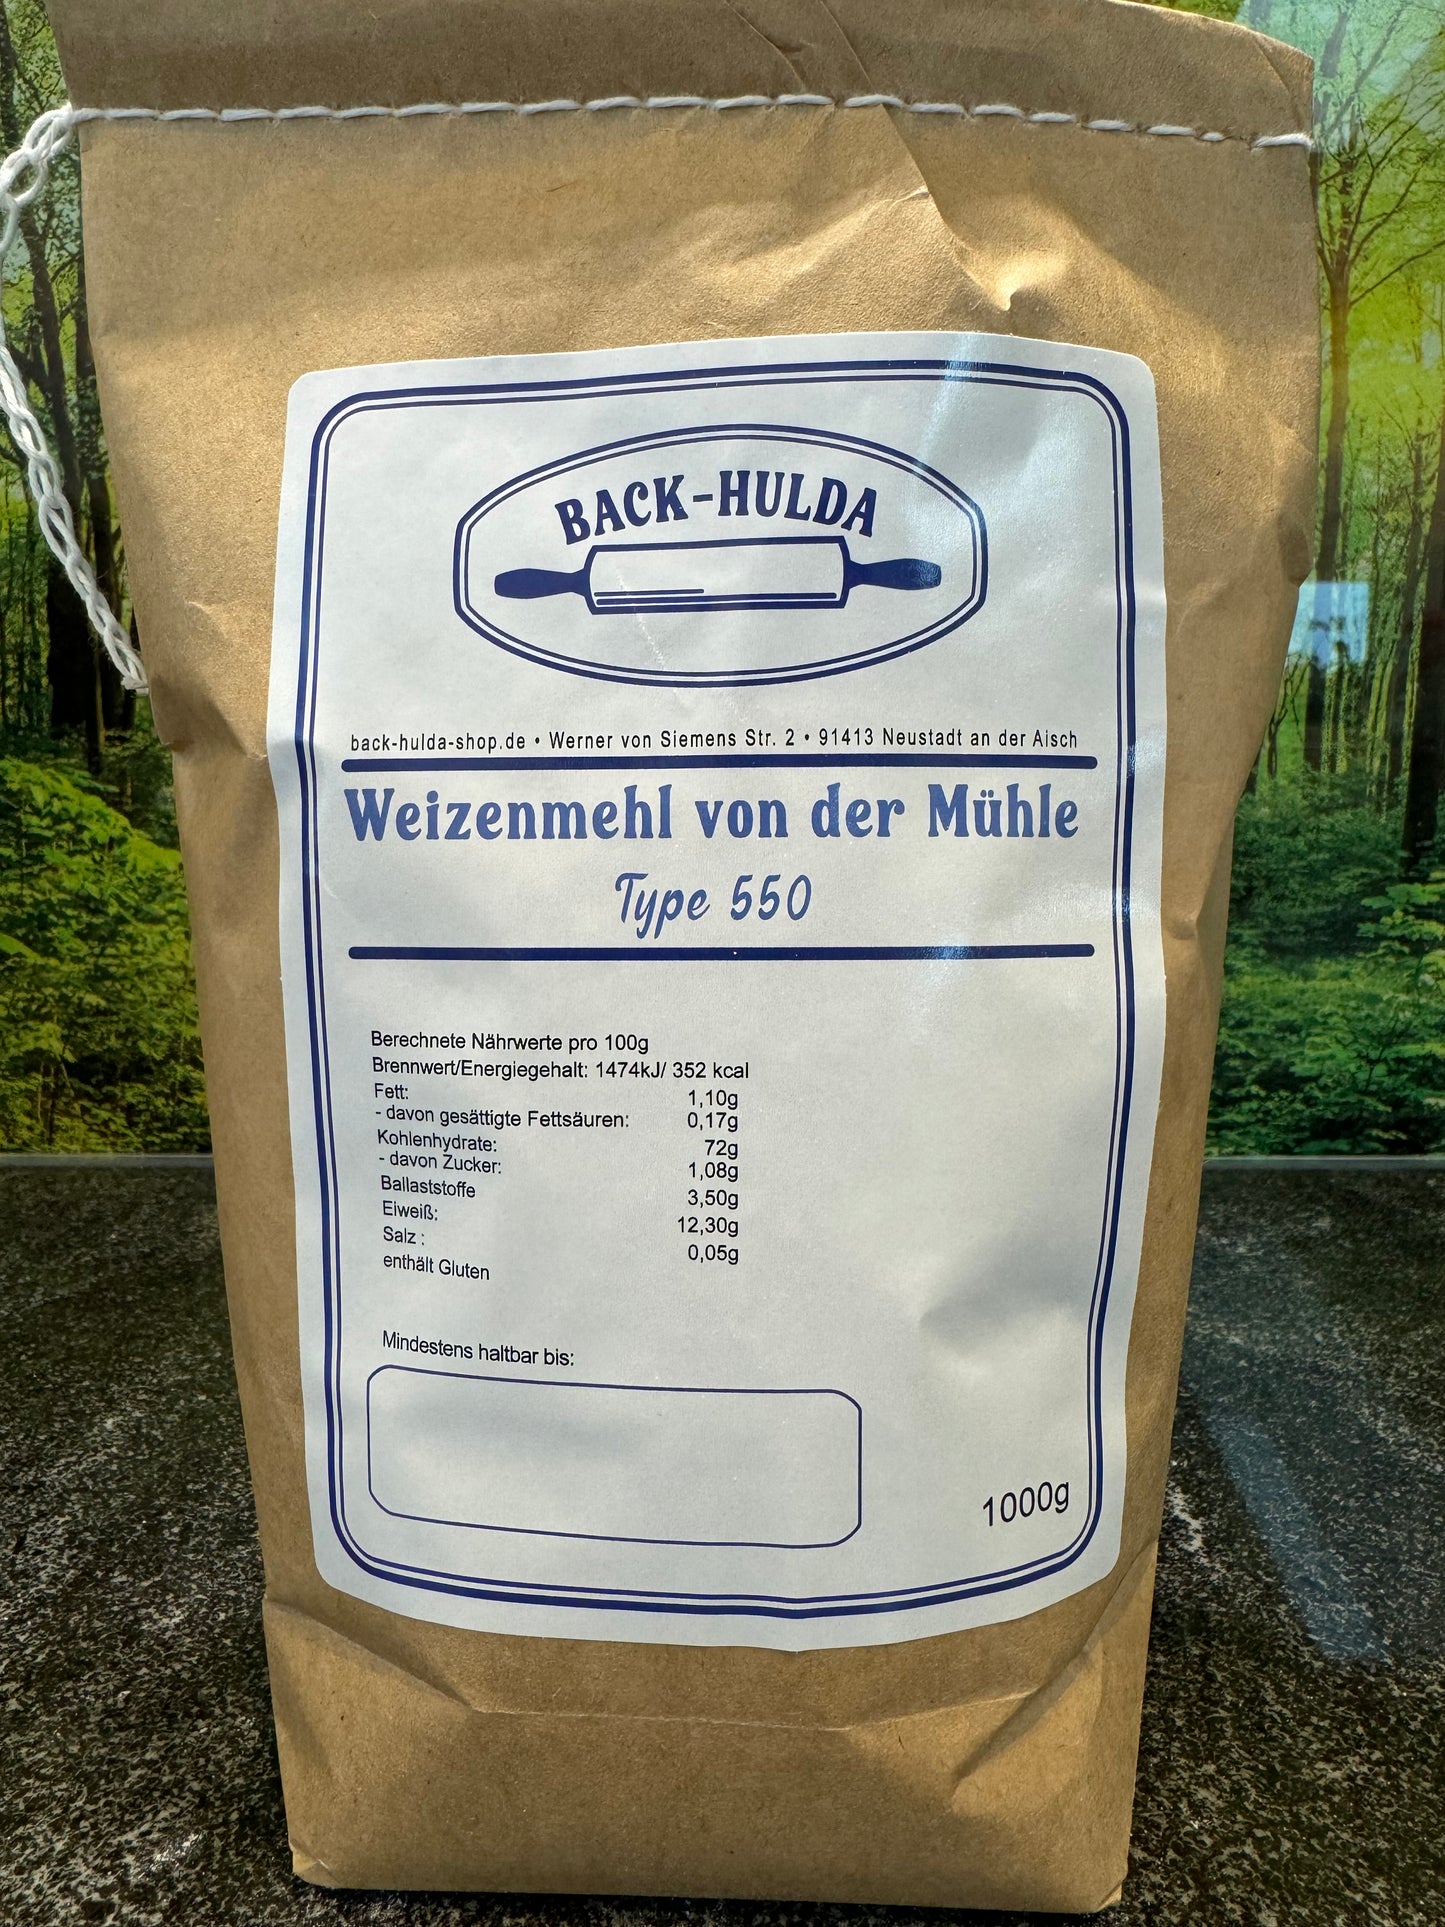 BACK-HULDA
back-hulda-shop.de • Werner von Siemens Str. 2 • 91413 Neustadt an der Aisch
Weizenmehl von der Mühle
Type 550
Berechnete Nährwerte pro 100g
Brennwert/Energiegehalt: 1474kJ/ 352 kcal
Fett: 1,10g
- davon gesättigte Fettsäuren: 0,17g
Kohlenhydrate: 72g
- davon Zucker: 1,08g
Ballaststoffe 3,50g
Eiweiß: 12,30g
Salz : 0,05g
enthält Gluten
Mindestens haltbar bis:
1000g